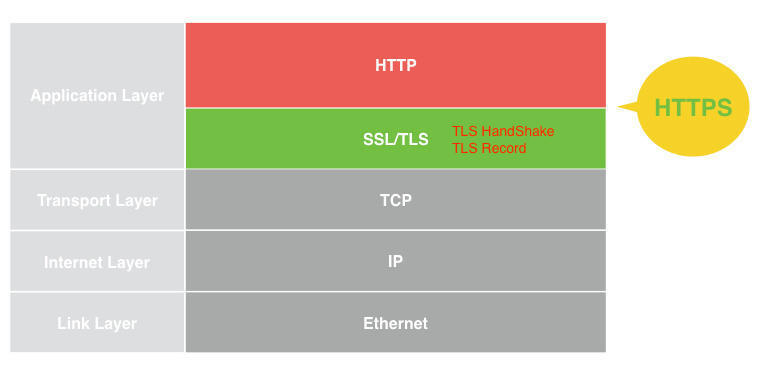 Application Layer
HTTP
SSL/TLS
TLS HandShake
TLS Record
HTTPS
Transport Layer
TCP
Internet Layer
IP
Link Layer
Ethernet